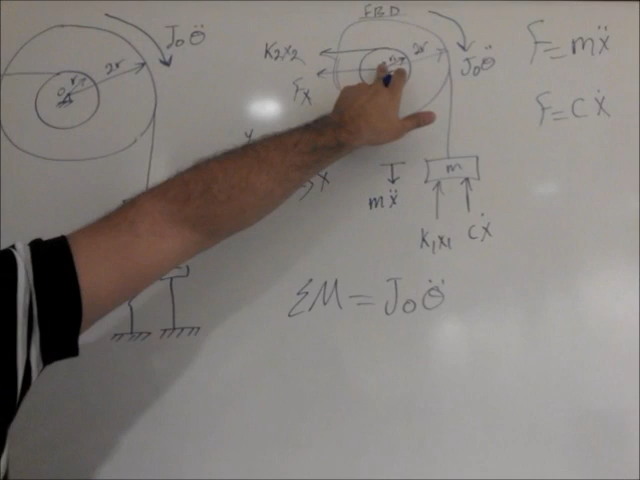 J₀θ̈
r
2r
O
FBD
K₂x₂
Fₓ
2r
J₀θ̈
F=mẍ
F=Cẋ
y
x
m
mẍ
K₁x₁
Cẋ
ΣM=J₀θ̈